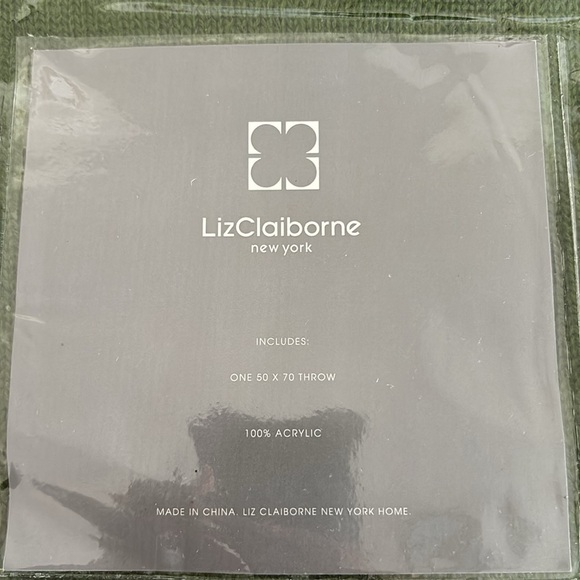 LizClaiborne
new york
INCLUDES:
ONE 50 X 70 THROW
100% ACRYLIC
MADE IN CHINA. LIZ CLAIBORNE NEW YORK HOME.